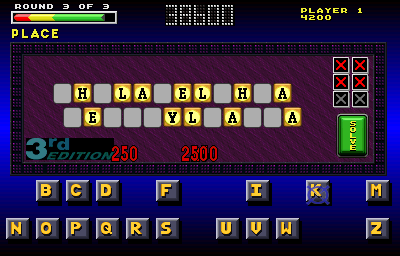 ROUND 3 OF 3
PLAYER 1
4200
PLACE
H LA EL H A
E YL A A
SOLVE
3rd EDITION 250 2500
B C D F I K M
N O P Q R S U V W Z